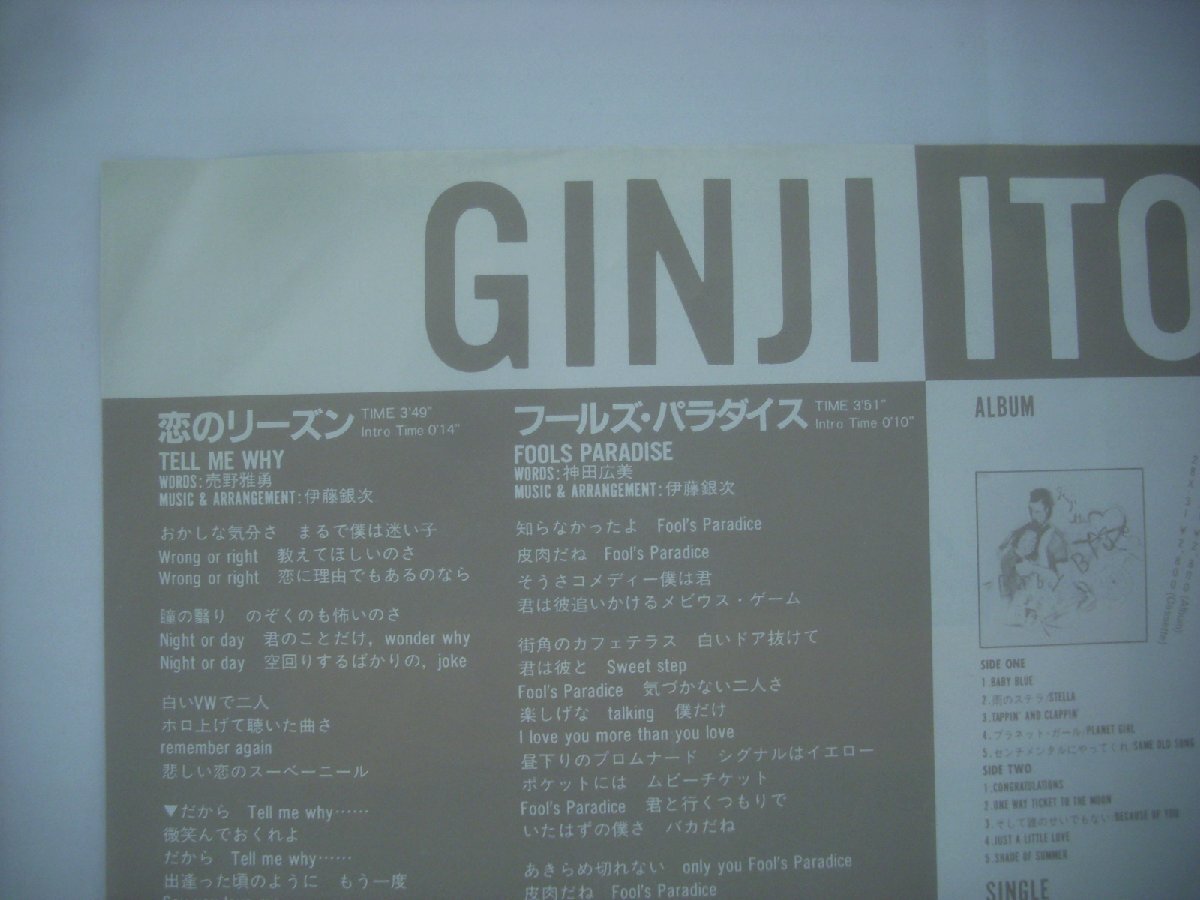 GINJI ITO
恋のリーズン TIME 3'49"
Intro Time 0'14"
TELL ME WHY
WORDS:売野雅勇
MUSIC & ARRANGEMENT:伊藤銀次
おかしな気分さ まるで僕は迷い子
Wrong or right 教えてほしいのさ
Wrong or right 恋に理由でもあるのなら
瞳の翳り のぞくのも怖いのさ
Night or day 君のことだけ, wonder why
Night or day 空回りするばかりの, joke
白いVWで二人
ホロ上げて聴いた曲さ
remember again
悲しい恋のスーベーニール
▼だから Tell me why……
微笑んでおくれよ
だから Tell me why……
出逢った頃のように もう一度
フールズ・パラダイス TIME 3'51"
Intro Time 0'10"
FOOLS PARADISE
WORDS:神田広美
MUSIC & ARRANGEMENT:伊藤銀次
知らなかったよ Fool's Paradice
皮肉だね Fool's Paradice
そうさコメディー僕は君
君は彼追いかけるメビウス・ゲーム
街角のカフェテラス 白いドア抜けて
君は彼と Sweet step
Fool's Paradice 気づかない二人さ
楽しげな talking 僕だけ
I love you more than you love
昼下りのプロムナード シグナルはイエロー
ポケットには ムビーチケット
Fool's Paradice 君と行くつもりで
いたはずの僕さ バカだね
あきらめ切れない only you Fool's Paradice
皮肉だね Fool's Paradice
ALBUM
BABY BLUE
SIDE ONE
1.BABY BLUE
2.雨のステラ/STELLA
3.TAPPIN' AND CLAPPIN'
4.プラネット・ガール/PLANET GIRL
5.センチメンタルにやってくれ/SAME OLD SONG
SIDE TWO
1.CONGRATULATIONS
2.ONE WAY TICKET TO THE MOON
3.そして誰のせいでもない/BECAUSE OF YOU
4.JUST A LITTLE LOVE
5.SHADE OF SUMMER
SINGLE